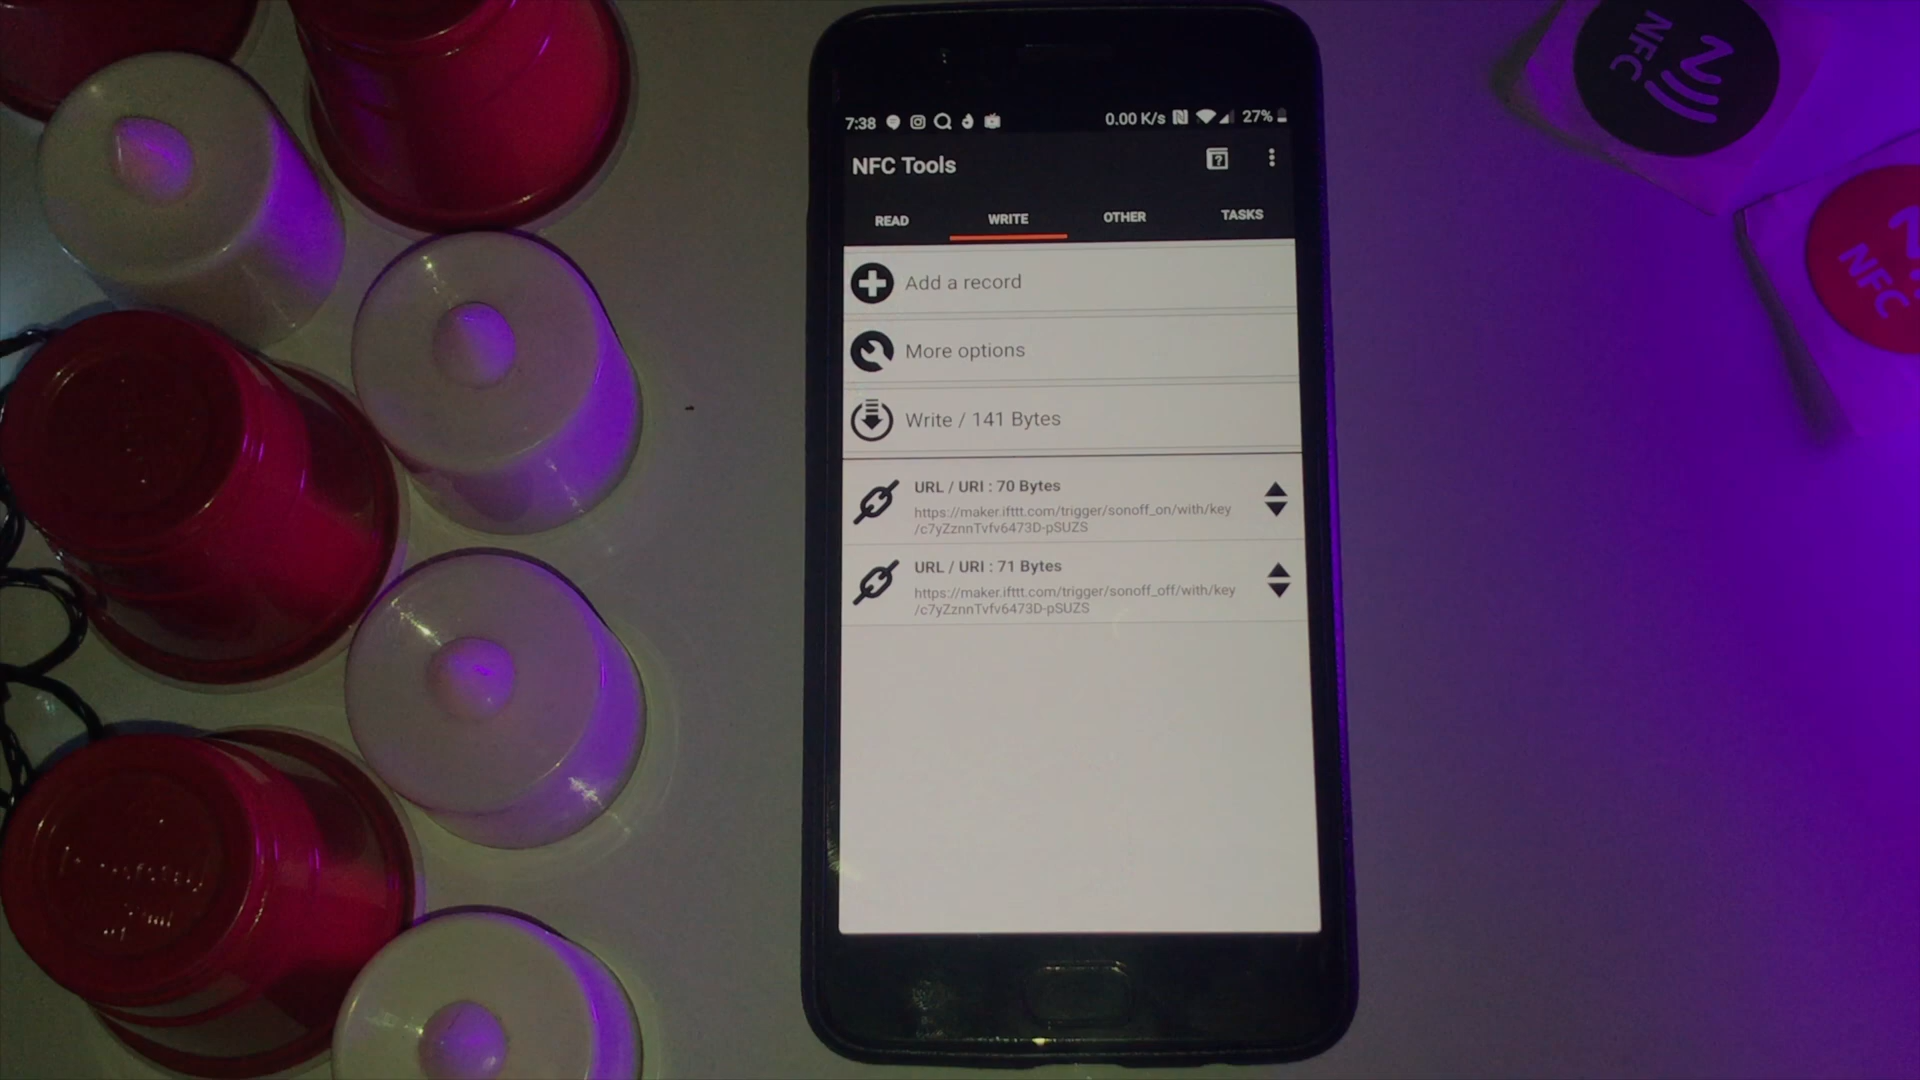 7:38 0.00 K/s 27%
NFC Tools
READ WRITE OTHER TASKS
Add a record
More options
Write / 141 Bytes
URL / URI : 70 Bytes
https://maker.ifttt.com/trigger/sonoff_on/with/key
/c7yZznnTvfv6473D-pSUZS
URL / URI : 71 Bytes
https://maker.ifttt.com/trigger/sonoff_off/with/key
/c7yZznnTvfv6473D-pSUZS
NFC
NFC